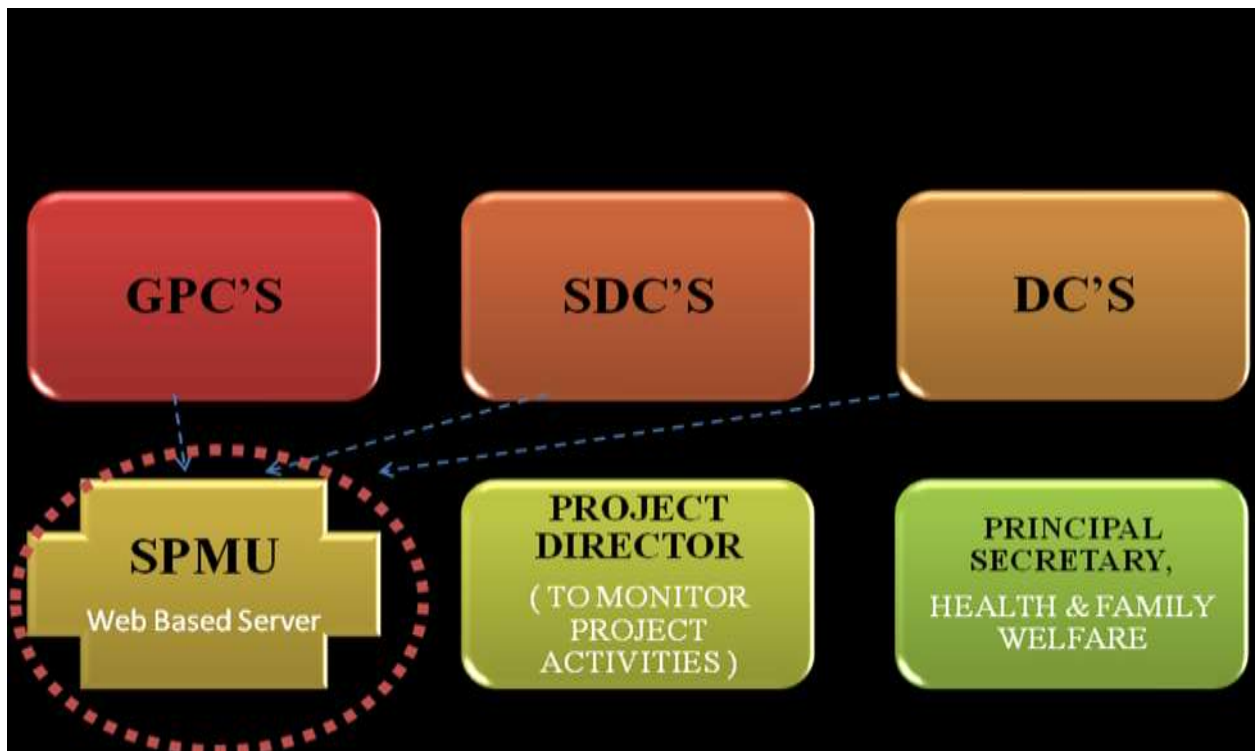 GPC’S
SDC’S
DC’S
SPMU
Web Based Server
PROJECT
DIRECTOR
( TO MONITOR
PROJECT
ACTIVITIES )
PRINCIPAL
SECRETARY,
HEALTH & FAMILY
WELFARE